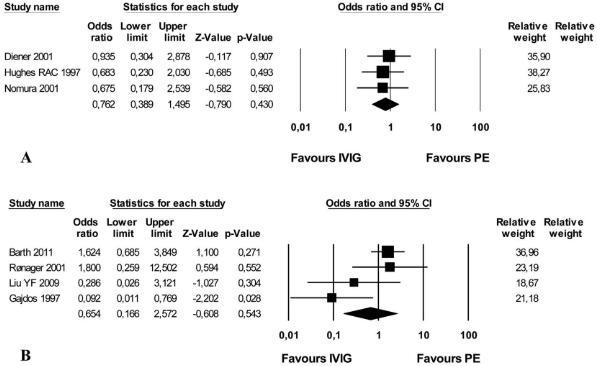 Study name Statistics for each study Odds ratio and 95% CI
Odds ratio Lower limit Upper limit Z-Value p-Value Relative weight Relative weight
Diener 2001 0,935 0,304 2,878 -0,117 0,907 35,90
Hughes RAC 1997 0,683 0,230 2,030 -0,685 0,493 38,27
Nomura 2001 0,675 0,179 2,539 -0,582 0,560 25,83
0,762 0,389 1,495 -0,790 0,430
0,01 0,1 1 10 100
A Favours IVIG Favours PE
Study name Statistics for each study Odds ratio and 95% CI
Odds ratio Lower limit Upper limit Z-Value p-Value Relative weight Relative weight
Barth 2011 1,624 0,685 3,849 1,100 0,271 36,96
Rønager 2001 1,800 0,259 12,502 0,594 0,552 23,19
Liu YF 2009 0,286 0,026 3,121 -1,027 0,304 18,67
Gajdos 1997 0,092 0,011 0,769 -2,202 0,028 21,18
0,654 0,166 2,572 -0,608 0,543
0,01 0,1 1 10 100
B Favours IVIG Favours PE